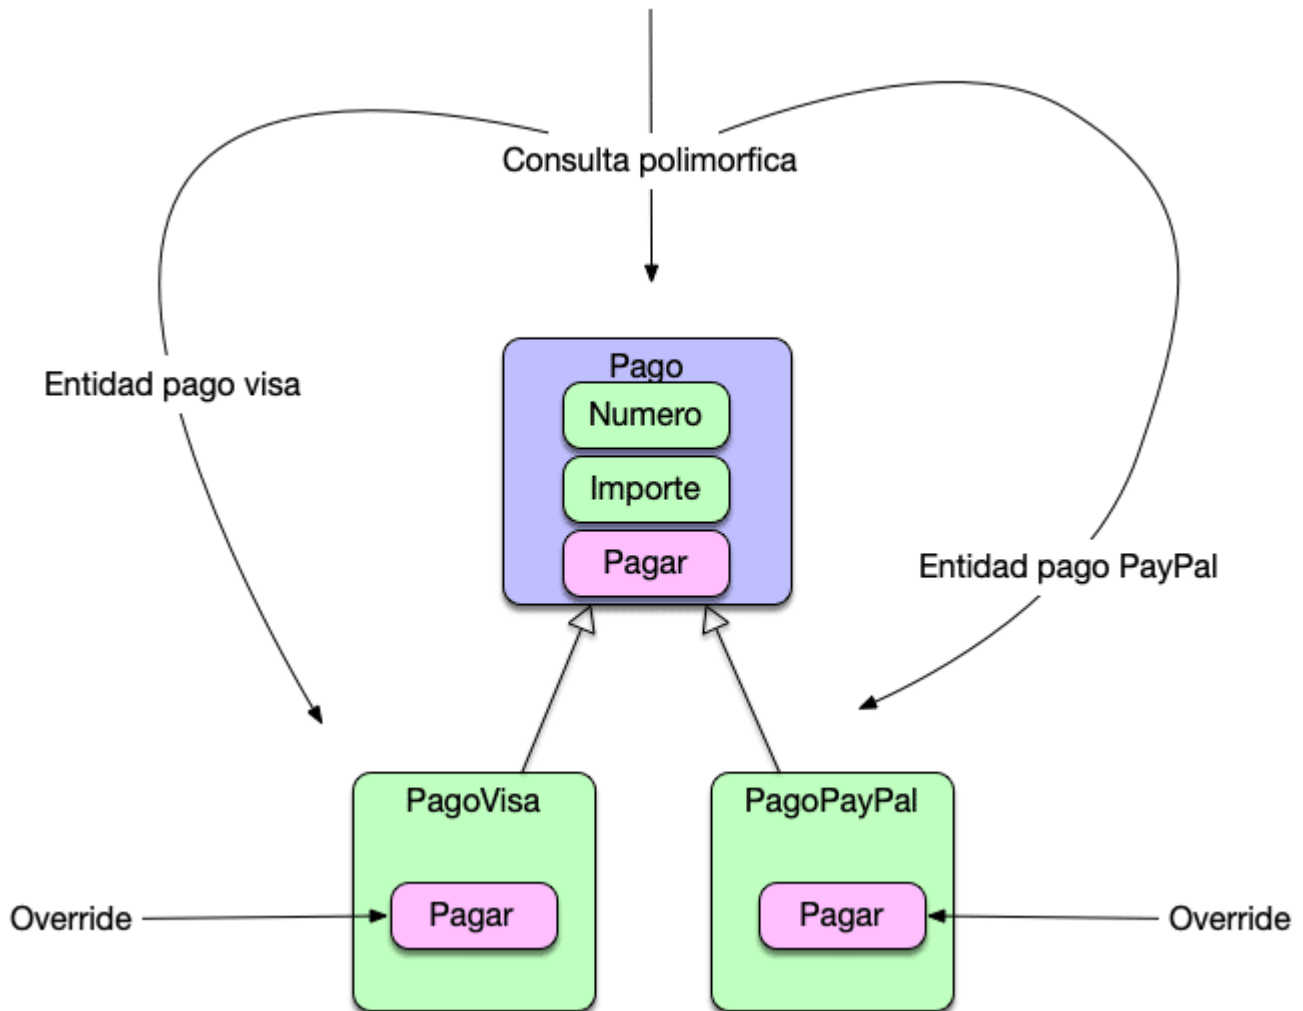 Consulta polimorfica
Entidad pago visa
Pago
Numero
Importe
Pagar
Entidad pago PayPal
PagoVisa
PagoPayPal
Override
Pagar
Pagar
Override